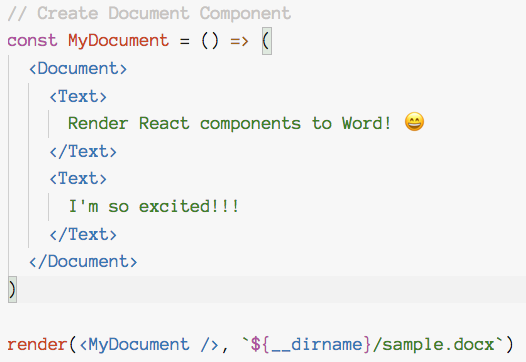 // Create Document Component
const MyDocument = () => (
<Document>
<Text>
Render React components to Word! 😄
</Text>
<Text>
I'm so excited!!!
</Text>
</Document>
)
render(<MyDocument />, `${__dirname}/sample.docx`)